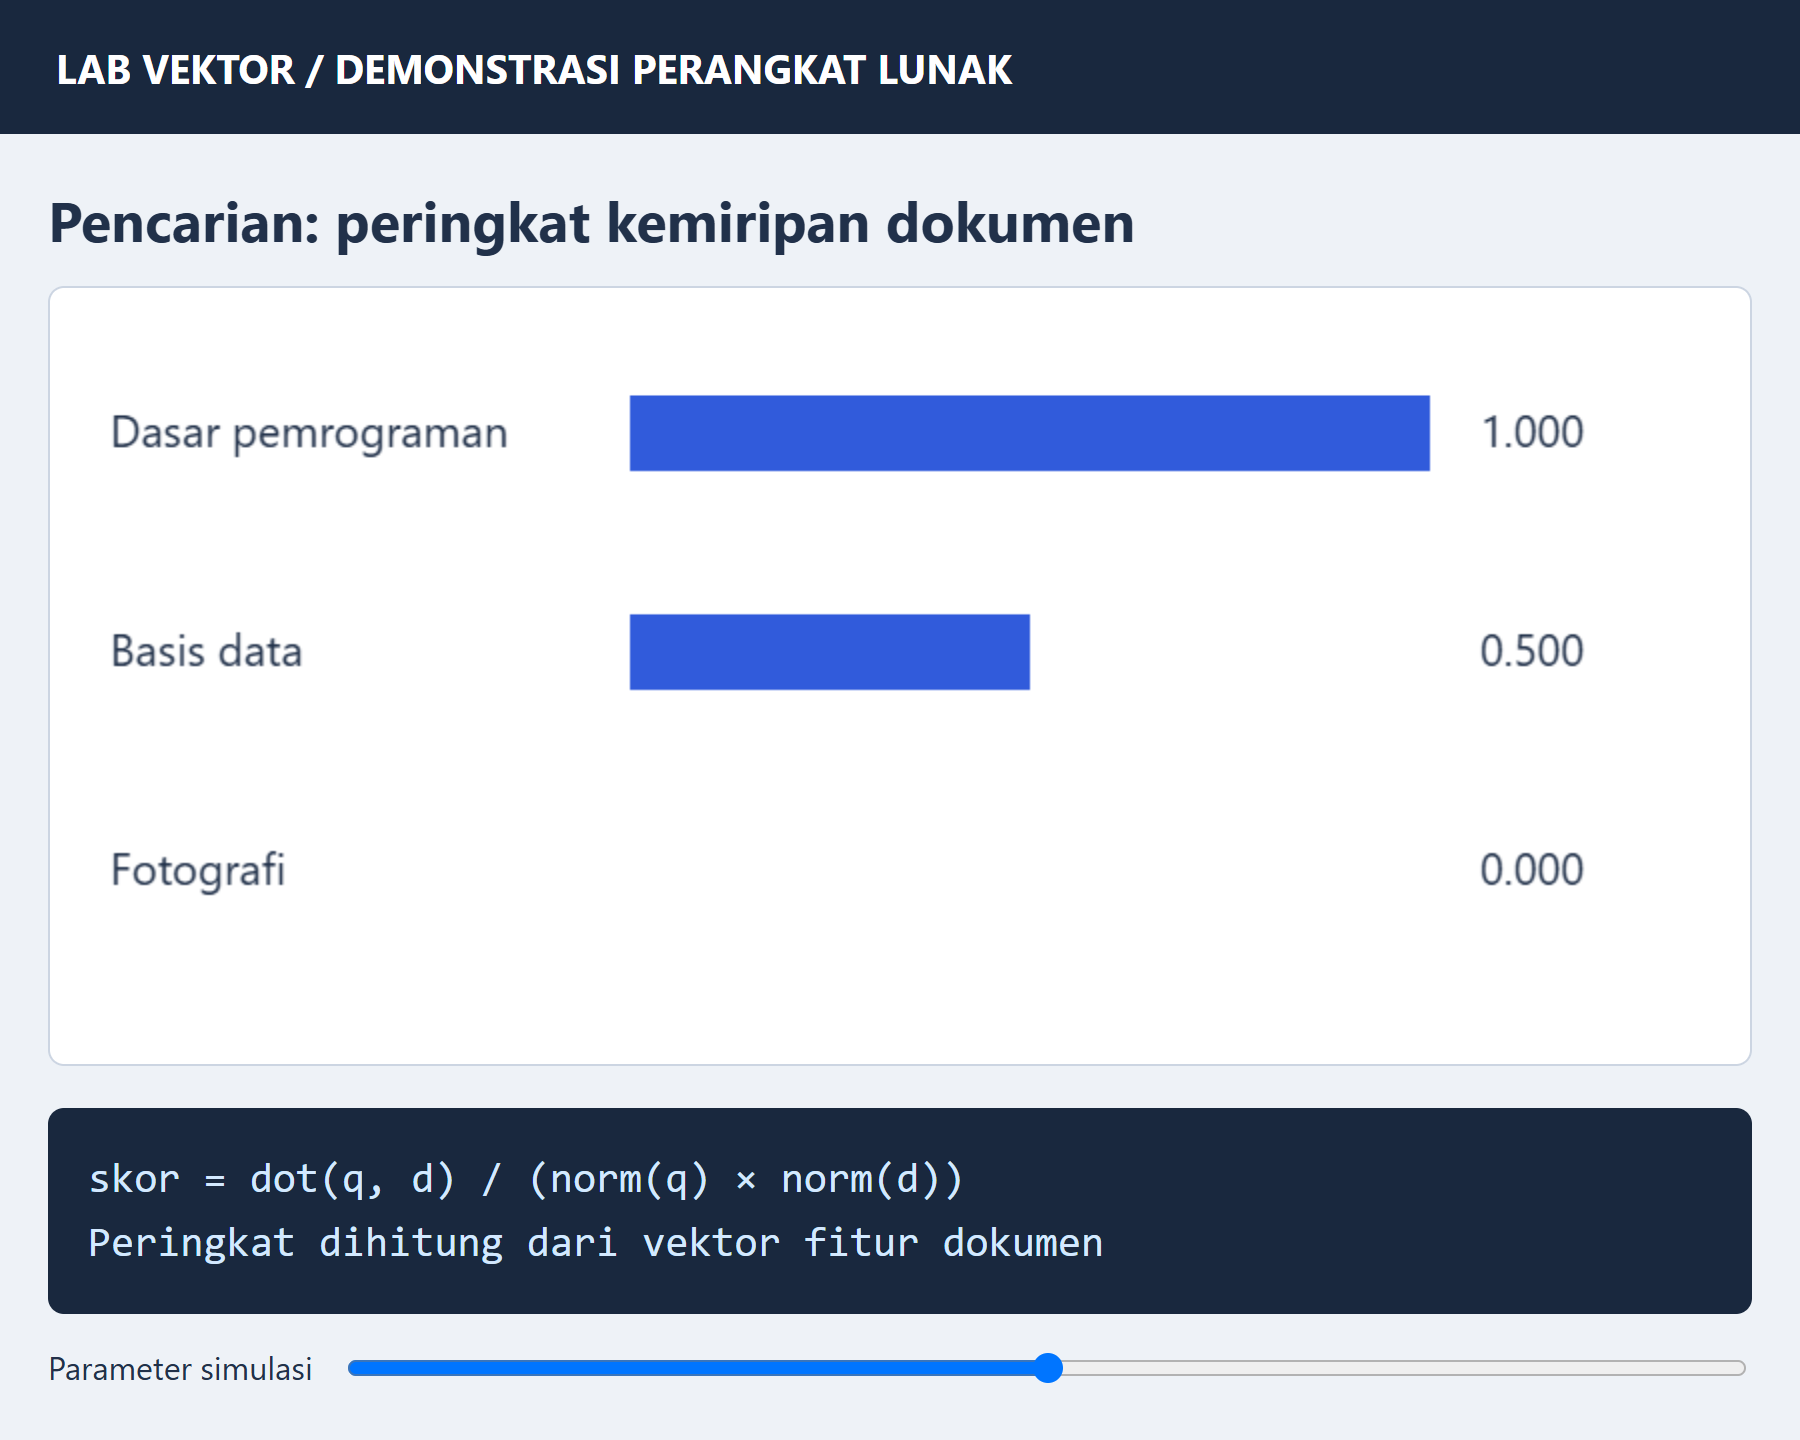 LAB VEKTOR / DEMONSTRASI PERANGKAT LUNAK
Pencarian: peringkat kemiripan dokumen
Dasar pemrograman 1.000
Basis data 0.500
Fotografi 0.000
skor = dot(q, d) / (norm(q) × norm(d))
Peringkat dihitung dari vektor fitur dokumen
Parameter simulasi